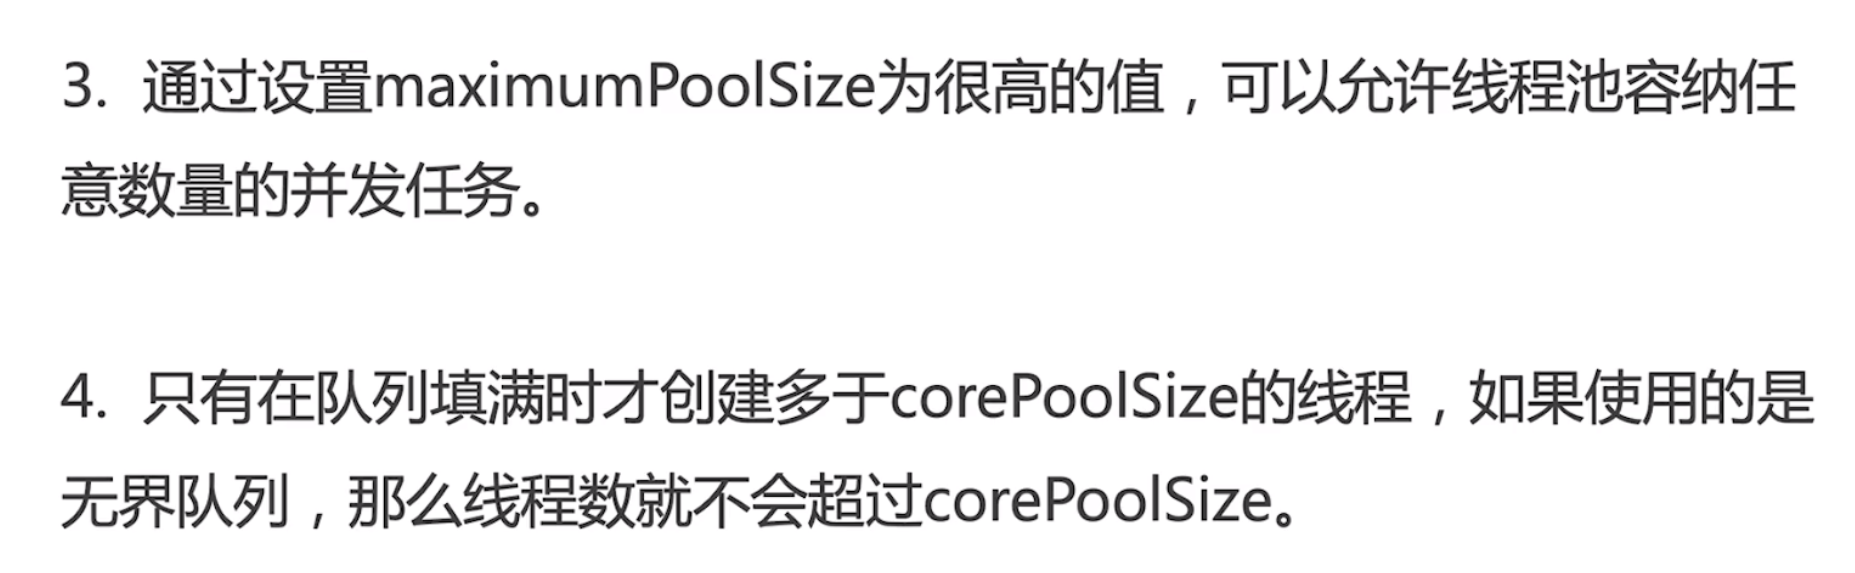 3. 通过设置maximumPoolSize为很高的值，可以允许线程池容纳任
意数量的并发任务。
4. 只有在队列填满时才创建多于corePoolSize的线程，如果使用的是
无界队列，那么线程数就不会超过corePoolSize。